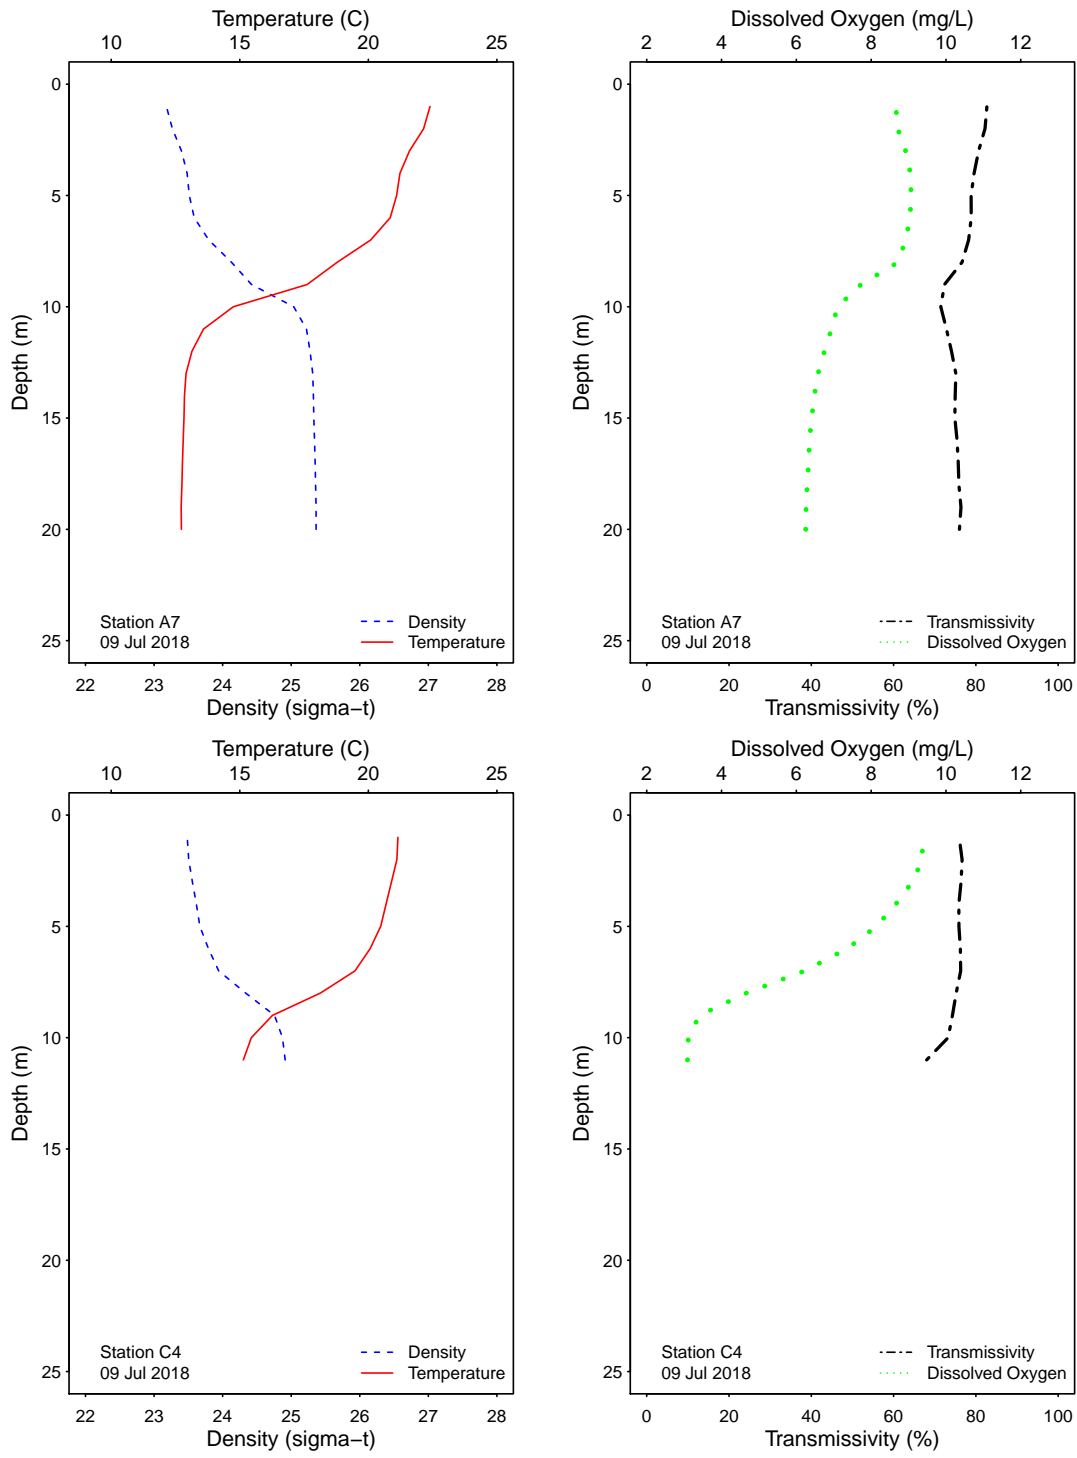 Temperature (C)
10 15 20 25
0
5
10
15
20
25
Depth (m)
Station A7
09 Jul 2018
Density
Temperature
22 23 24 25 26 27 28
Density (sigma−t)
Dissolved Oxygen (mg/L)
2 4 6 8 10 12
0
5
10
15
20
25
Depth (m)
Station A7
09 Jul 2018
Transmissivity
Dissolved Oxygen
0 20 40 60 80 100
Transmissivity (%)
Temperature (C)
10 15 20 25
0
5
10
15
20
25
Depth (m)
Station C4
09 Jul 2018
Density
Temperature
22 23 24 25 26 27 28
Density (sigma−t)
Dissolved Oxygen (mg/L)
2 4 6 8 10 12
0
5
10
15
20
25
Depth (m)
Station C4
09 Jul 2018
Transmissivity
Dissolved Oxygen
0 20 40 60 80 100
Transmissivity (%)